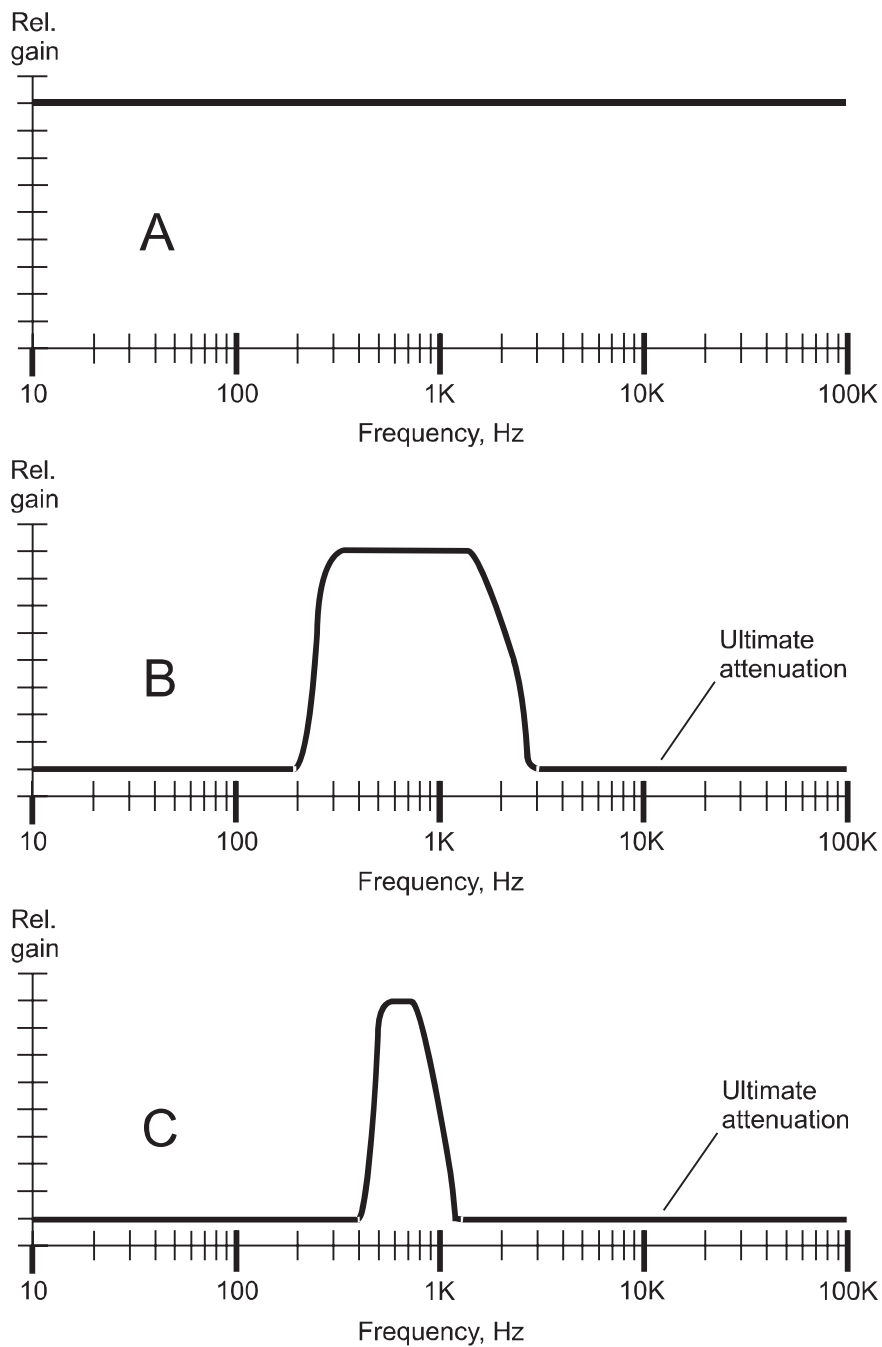 Rel.
gain
A
10 100 1K 10K 100K
Frequency, Hz
Rel.
gain
B
Ultimate
attenuation
10 100 1K 10K 100K
Frequency, Hz
Rel.
gain
C
Ultimate
attenuation
10 100 1K 10K 100K
Frequency, Hz